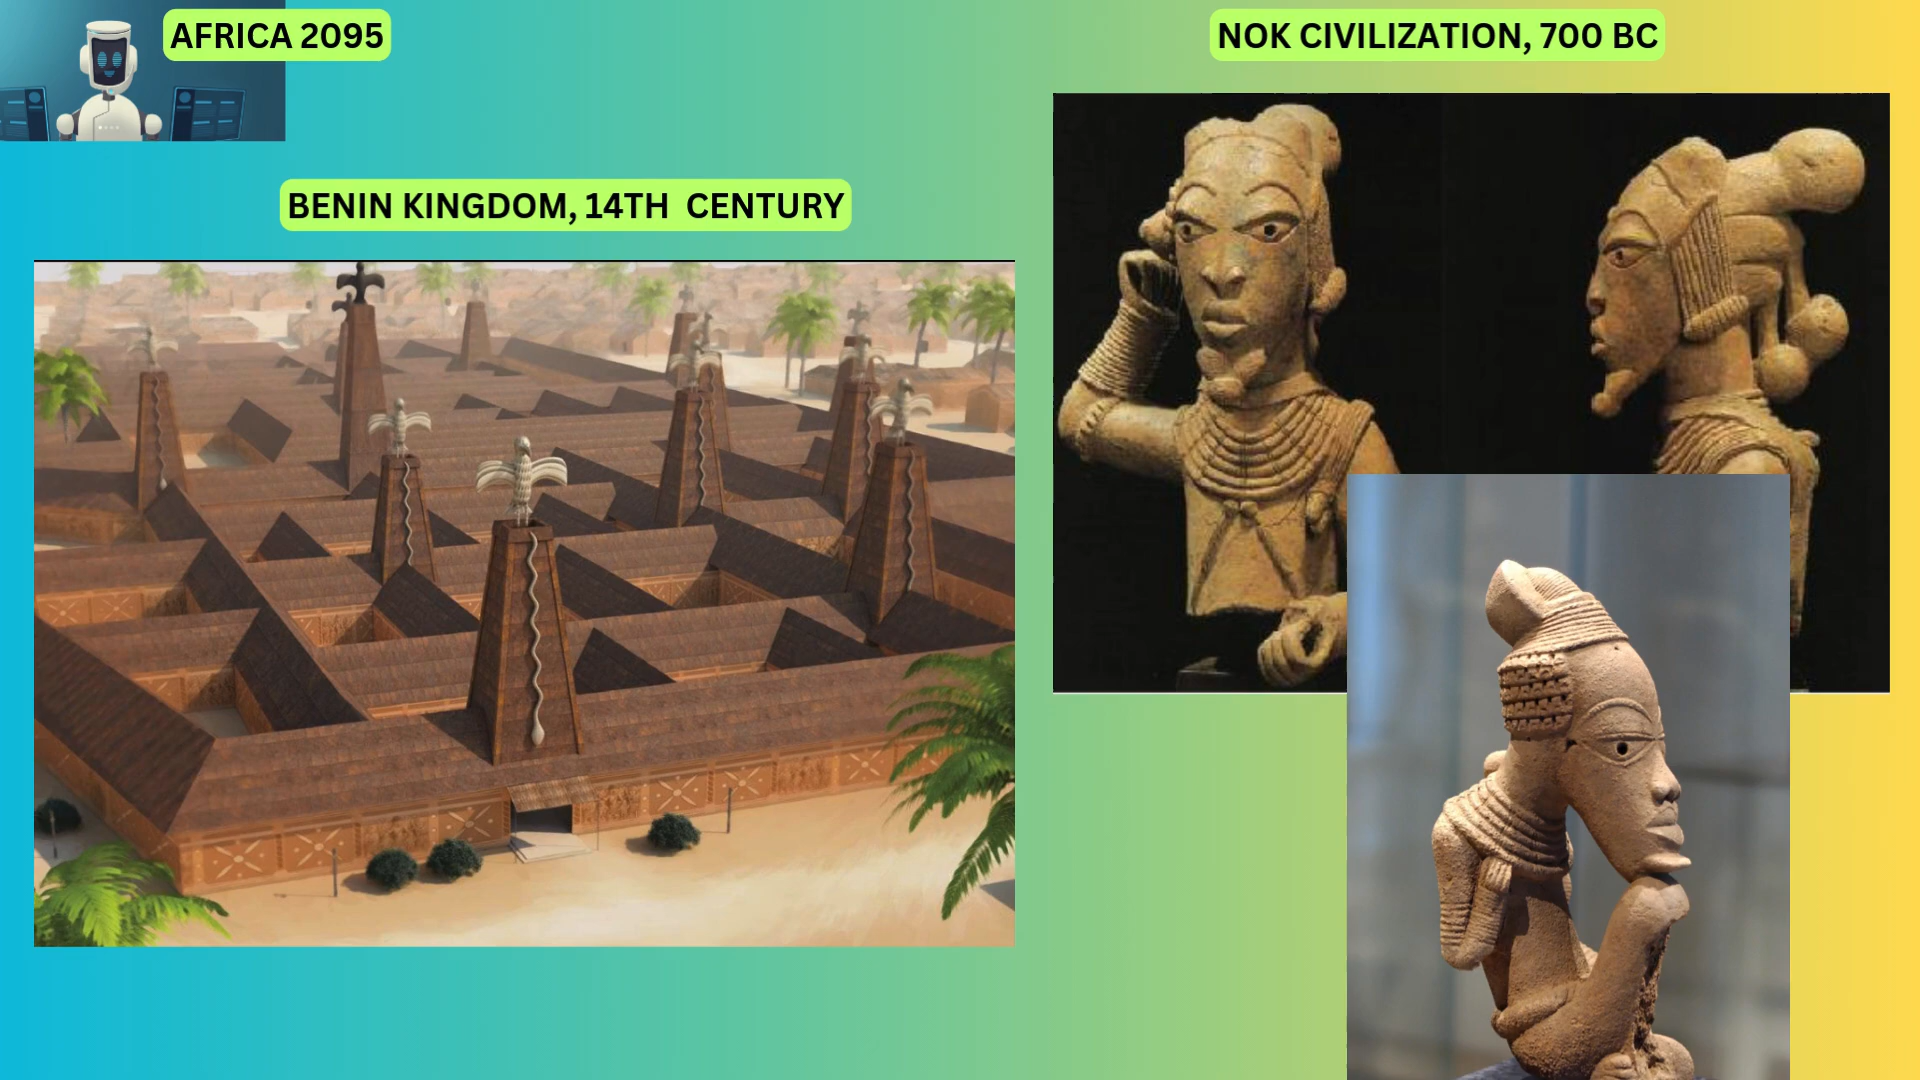 AFRICA 2095
NOK CIVILIZATION, 700 BC
BENIN KINGDOM, 14TH  CENTURY